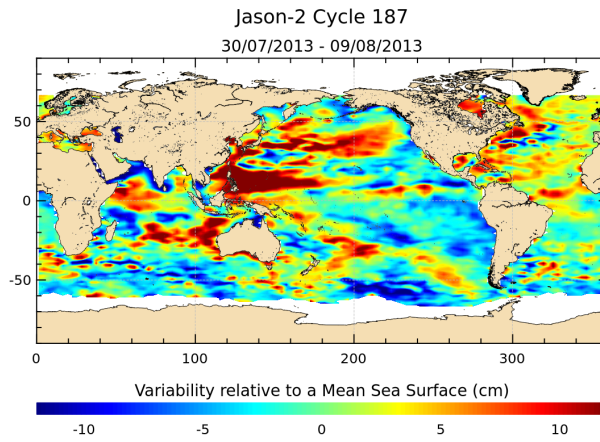 Jason-2 Cycle 187
30/07/2013 - 09/08/2013
50
0
-50
0 100 200 300
Variability relative to a Mean Sea Surface (cm)
-10 -5 0 5 10